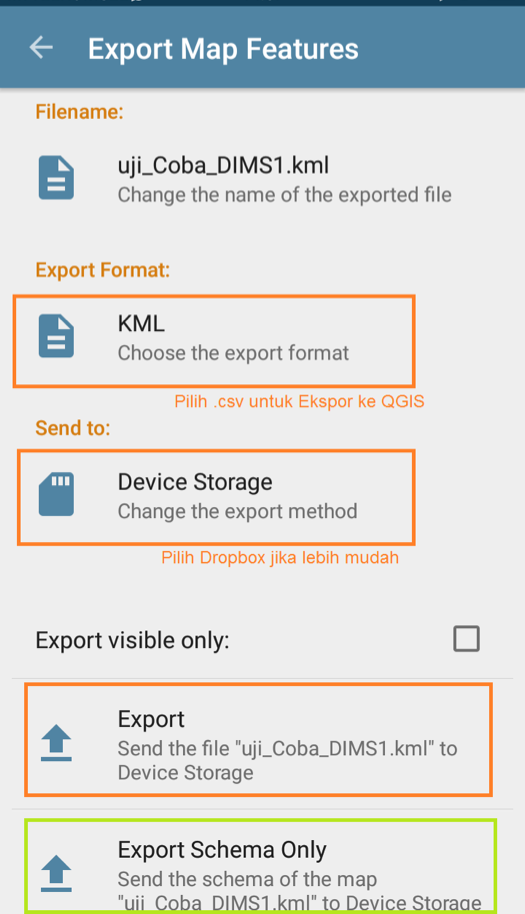 Export Map Features
Filename:
uji_Coba_DIMS1.kml
Change the name of the exported file
Export Format:
KML
Choose the export format
Pilih .csv untuk Ekspor ke QGIS
Send to:
Device Storage
Change the export method
Pilih Dropbox jika lebih mudah
Export visible only:
Export
Send the file "uji_Coba_DIMS1.kml" to
Device Storage
Export Schema Only
Send the schema of the map
"uji_Coba_DIMS1.kml" to Device Storage